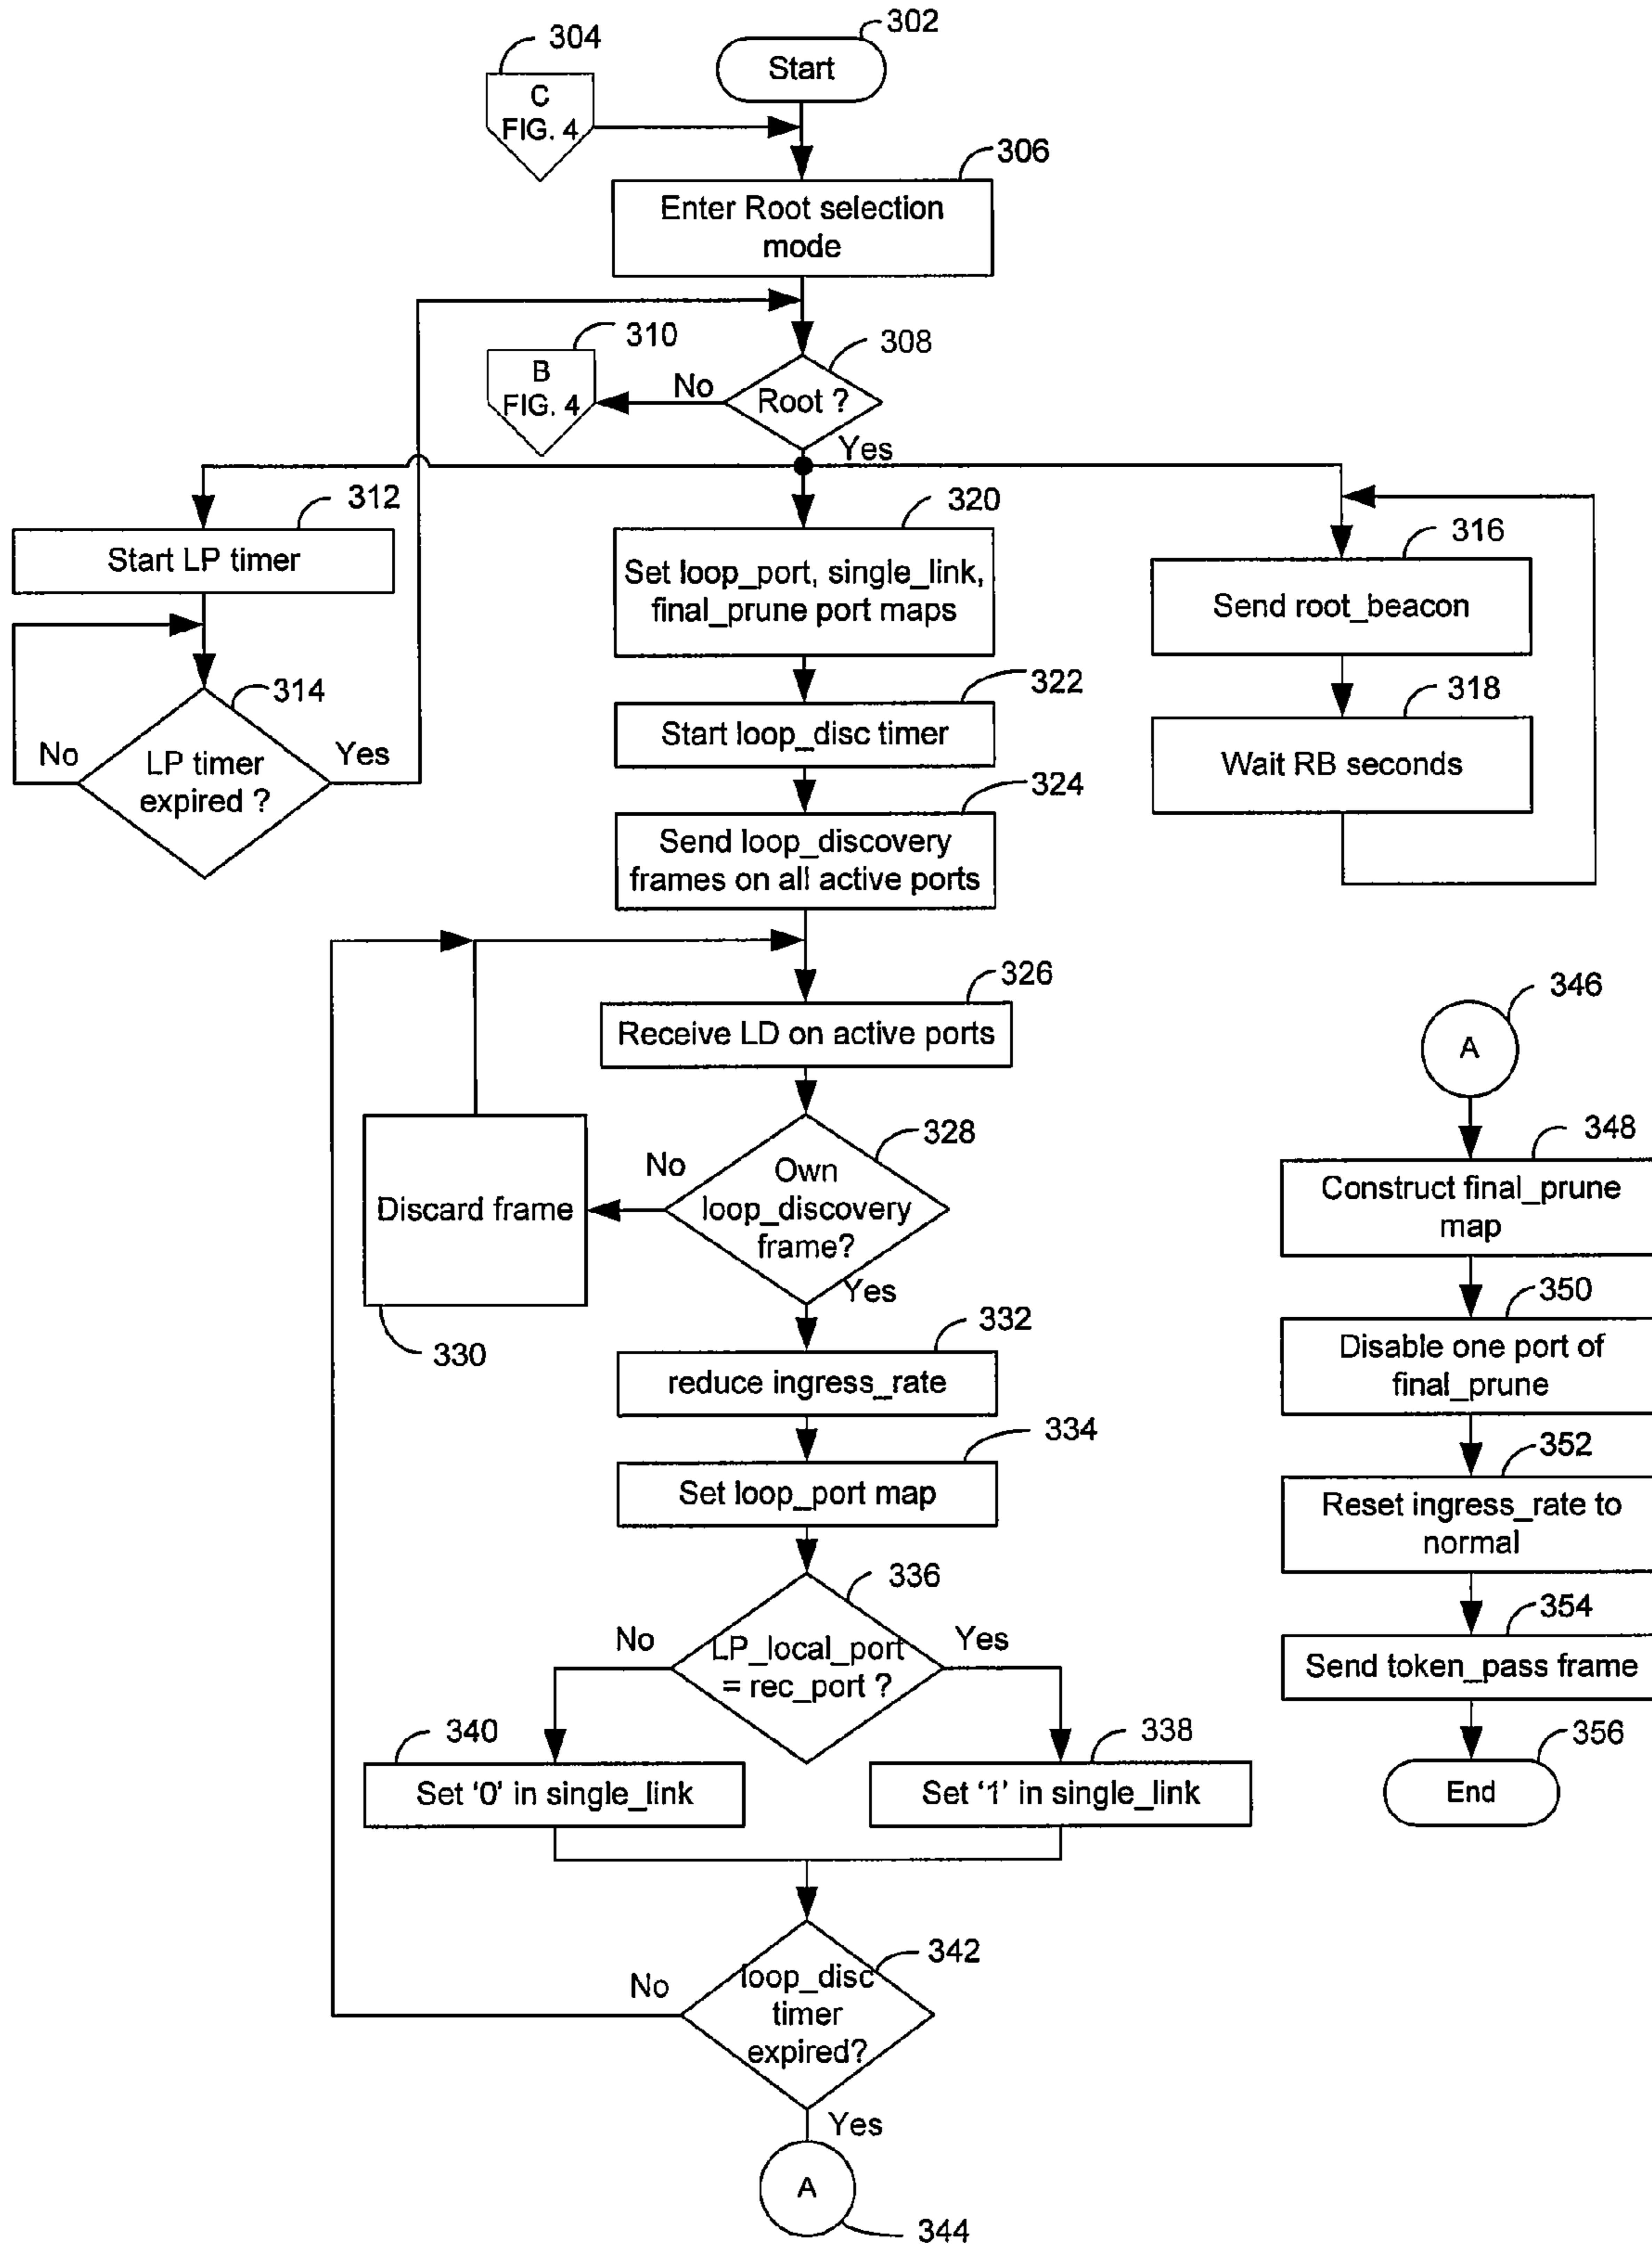 302
Start
304
C
FIG. 4
306
Enter Root selection
mode
310
B
FIG. 4
No
308
Root ?
Yes
312
Start LP timer
314
No
LP timer
expired ?
Yes
320
Set loop_port, single_link,
final_prune port maps
322
Start loop_disc timer
324
Send loop_discovery
frames on all active ports
316
Send root_beacon
318
Wait RB seconds
326
Receive LD on active ports
328
No
Own
loop_discovery
frame?
Yes
Discard frame
330
332
reduce ingress_rate
334
Set loop_port map
336
No
LP_local_port
= rec_port ?
Yes
340
Set '0' in single_link
338
Set '1' in single_link
342
No
loop_disc
timer
expired?
Yes
A
344
346
A
348
Construct final_prune
map
350
Disable one port of
final_prune
352
Reset ingress_rate to
normal
354
Send token_pass frame
356
End